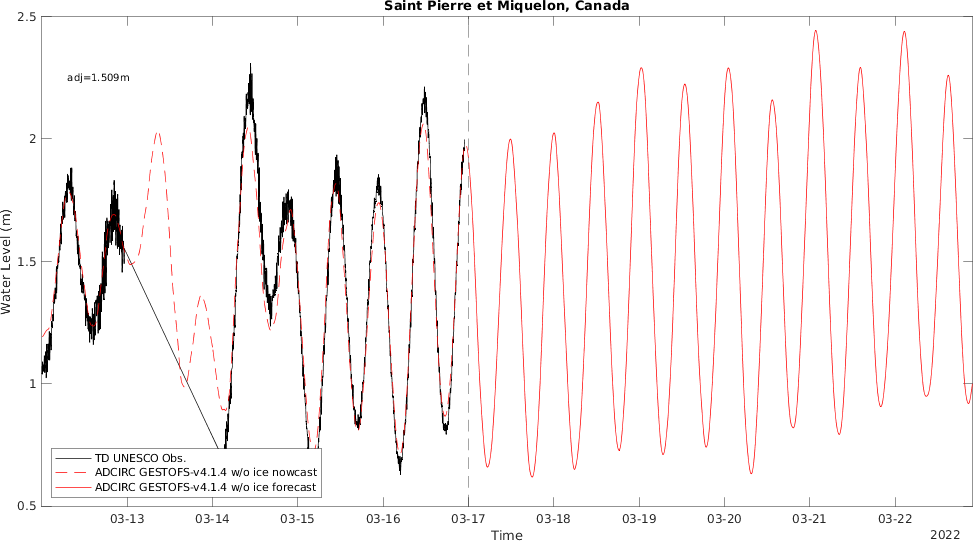 Saint Pierre et Miquelon, Canada
2.5
adj=1.509m
2
1.5
1
0.5
Water Level (m)
TD UNESCO Obs.
ADCIRC GESTOFS-v4.1.4 w/o ice nowcast
ADCIRC GESTOFS-v4.1.4 w/o ice forecast
03-13 03-14 03-15 03-16 03-17 03-18 03-19 03-20 03-21 03-22
Time
2022